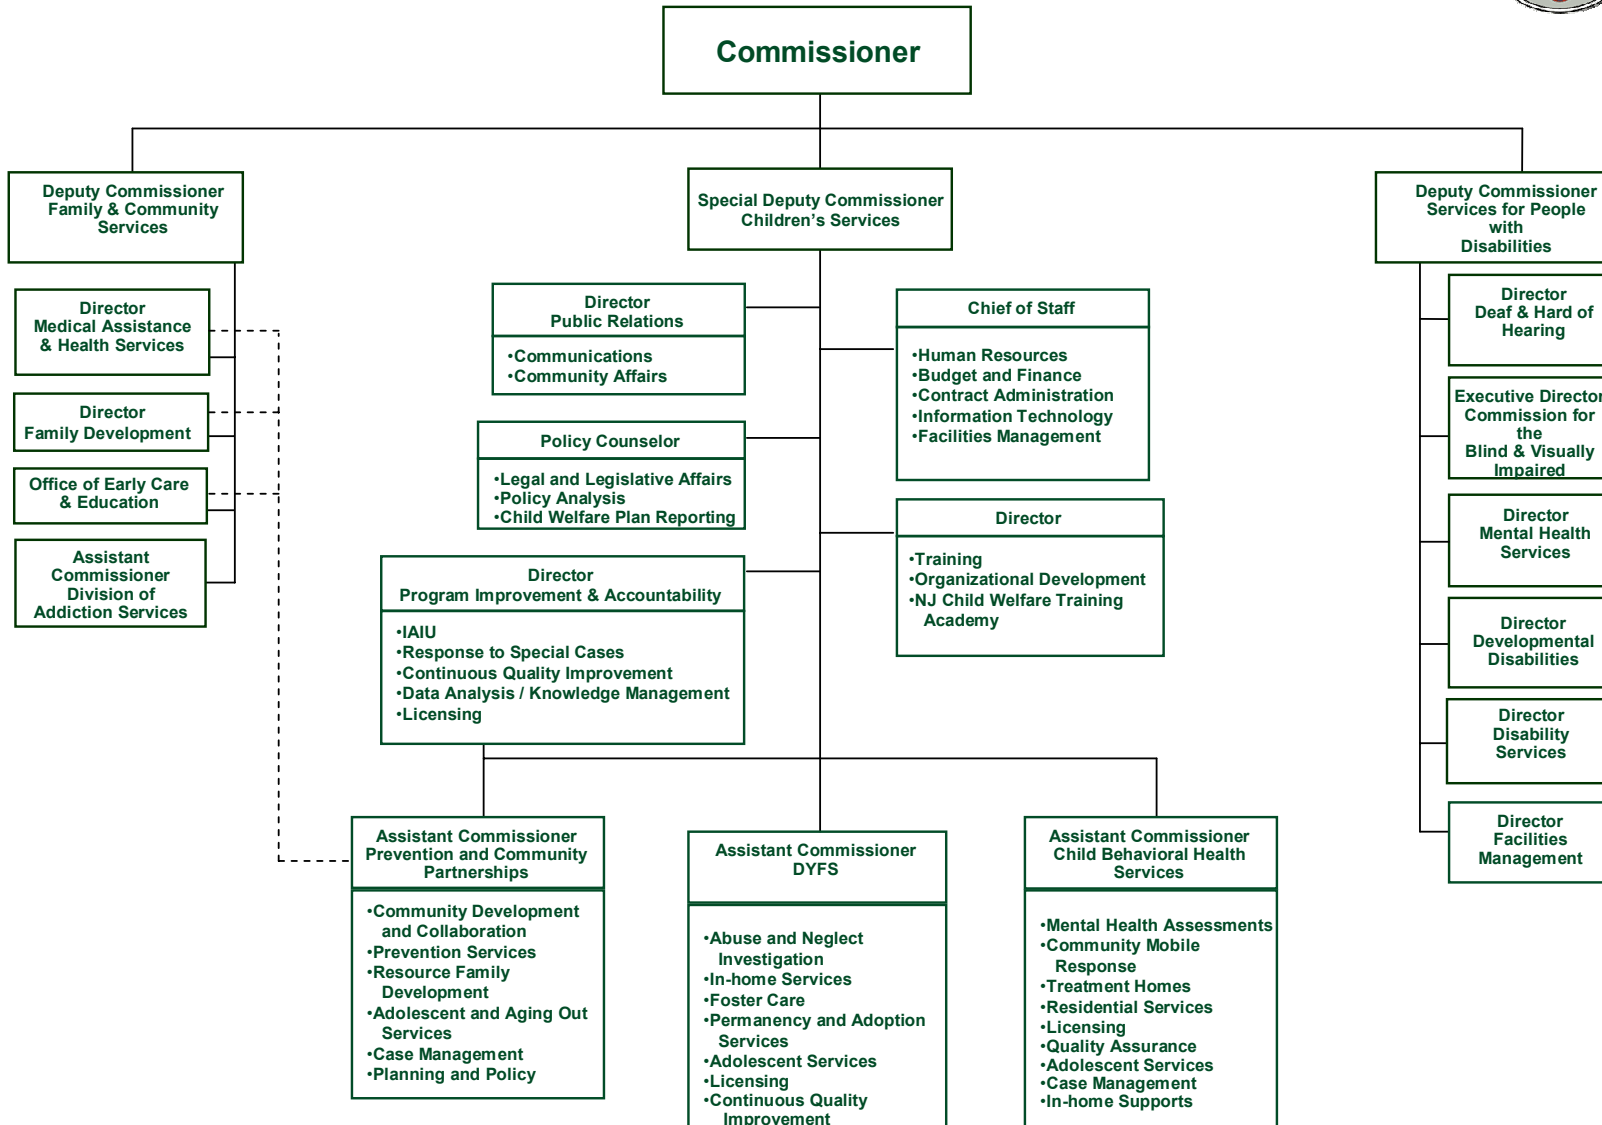 Commissioner
Deputy Commissioner
Family & Community
Services
Special Deputy Commissioner
Children’s Services
Deputy Commissioner
Services for People
with
Disabilities
Director
Medical Assistance
& Health Services
Director
Family Development
Office of Early Care
& Education
Assistant
Commissioner
Division of
Addiction Services
Director
Public Relations
•Communications
•Community Affairs
Policy Counselor
•Legal and Legislative Affairs
•Policy Analysis
•Child Welfare Plan Reporting
Director
Program Improvement & Accountability
•IAIU
•Response to Special Cases
•Continuous Quality Improvement
•Data Analysis / Knowledge Management
•Licensing
Chief of Staff
•Human Resources
•Budget and Finance
•Contract Administration
•Information Technology
•Facilities Management
Director
•Training
•Organizational Development
•NJ Child Welfare Training
Academy
Director
Deaf & Hard of
Hearing
Executive Director
Commission for
the
Blind & Visually
Impaired
Director
Mental Health
Services
Director
Developmental
Disabilities
Director
Disability
Services
Director
Facilities
Management
Assistant Commissioner
Prevention and Community
Partnerships
•Community Development
and Collaboration
•Prevention Services
•Resource Family
Development
•Adolescent and Aging Out
Services
•Case Management
•Planning and Policy
Assistant Commissioner
DYFS
•Abuse and Neglect
Investigation
•In-home Services
•Foster Care
•Permanency and Adoption
Services
•Adolescent Services
•Licensing
•Continuous Quality
Improvement
Assistant Commissioner
Child Behavioral Health
Services
•Mental Health Assessments
•Community Mobile
Response
•Treatment Homes
•Residential Services
•Licensing
•Quality Assurance
•Adolescent Services
•Case Management
•In-home Supports